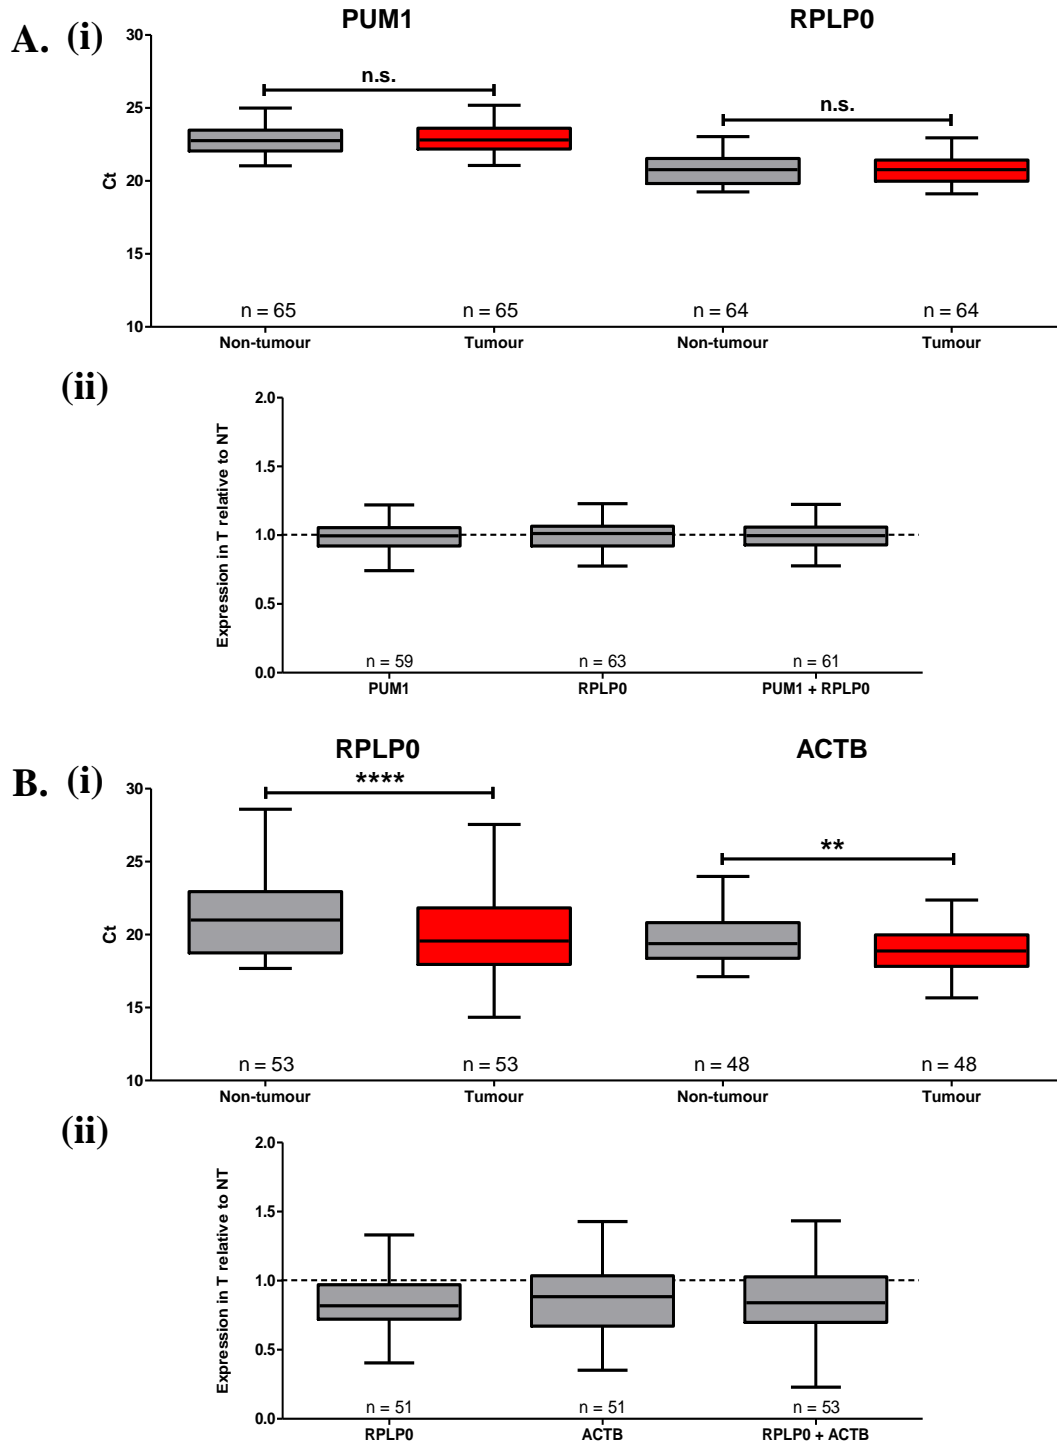 A. (i)
PUM1 RPLP0
30
25
20
15
10
Ct
n.s.
n.s.
n = 65 n = 65 n = 64 n = 64
Non-tumour Tumour Non-tumour Tumour
(ii)
2.0
1.5
1.0
0.5
0.0
Expression in T relative to NT
n = 59 n = 63 n = 61
PUM1 RPLP0 PUM1 + RPLP0
B. (i)
RPLP0 ACTB
30
25
20
15
10
Ct
****
**
n = 53 n = 53 n = 48 n = 48
Non-tumour Tumour Non-tumour Tumour
(ii)
2.0
1.5
1.0
0.5
0.0
Expression in T relative to NT
n = 51 n = 51 n = 53
RPLP0 ACTB RPLP0 + ACTB